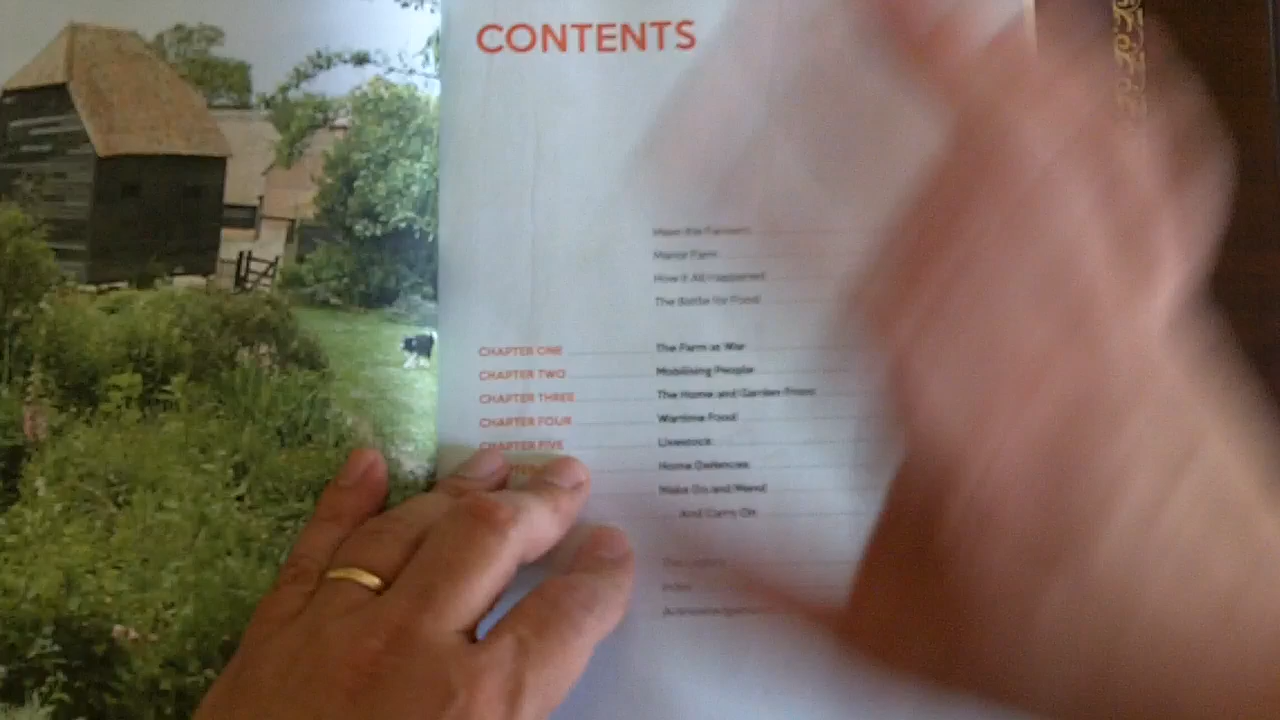 CONTENTS
Meet the Farmers
Manor Farm
How it All Happened
The Battle for Food
CHAPTER ONE The Farm at War
CHAPTER TWO Mobilising People
CHAPTER THREE The Home and Garden Front
CHAPTER FOUR Wartime Food
CHAPTER FIVE Livestock
Home Defences
Make Do and Mend
And Carry On
Index